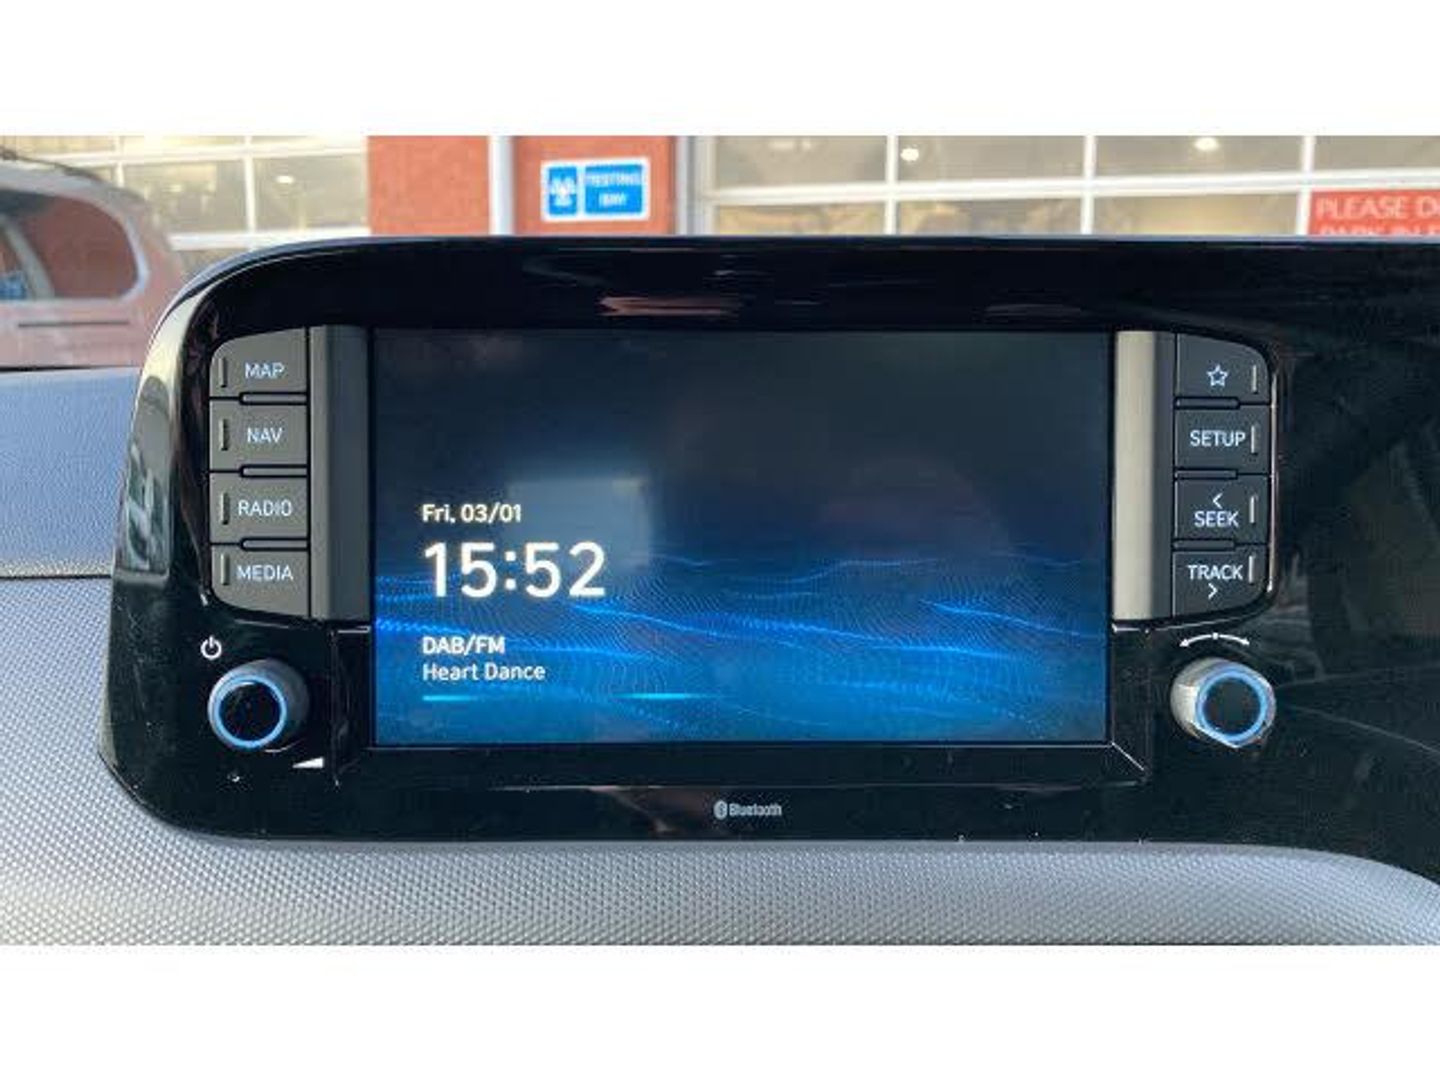 TESTING
BAY
PLEASE D
MAP
NAV
RADIO
MEDIA
Fri, 03/01
15:52
DAB/FM
Heart Dance
SETUP
<
SEEK
TRACK
>
Bluetooth